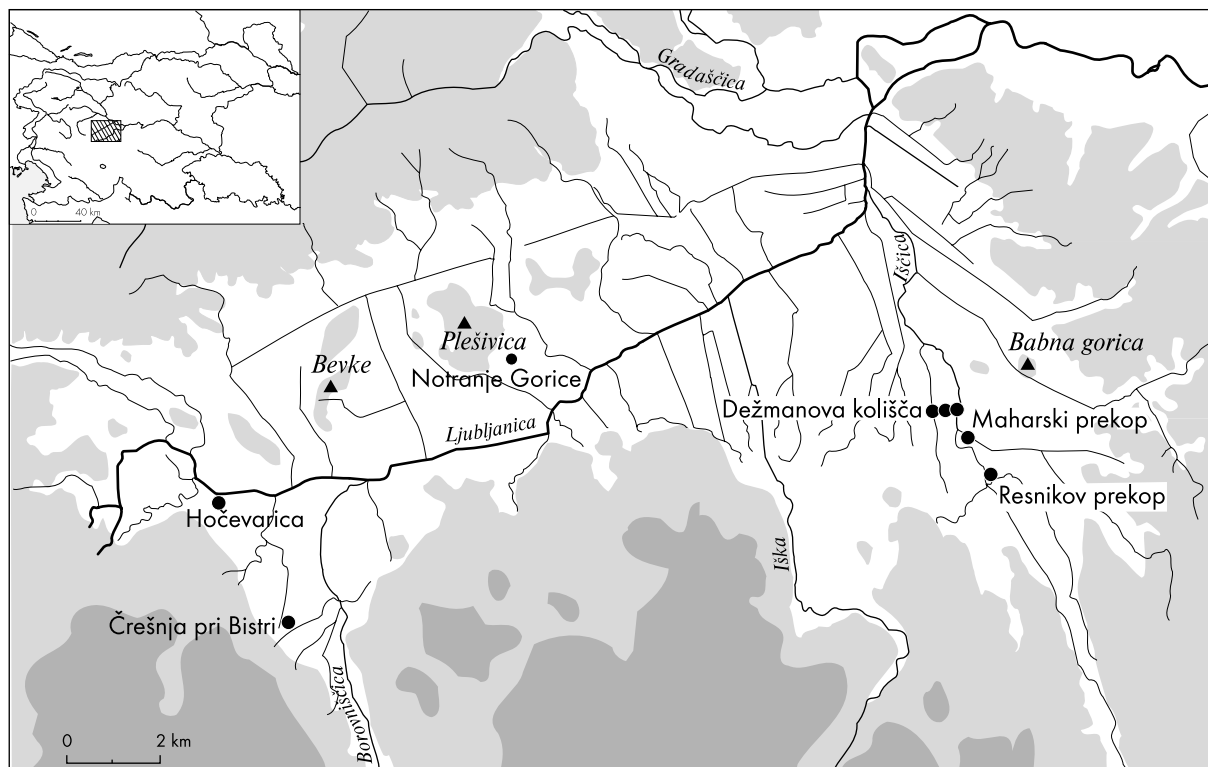 Gradaščica
0 40 km
Iščica
Plešivica
Babna gorica
Bevke
Notranje Gorice
Dežmanova kolišča
Maharski prekop
Ljubljanica
Resnikov prekop
Hočevarica
Iška
Črešnja pri Bistri
Borovniščica
0 2 km